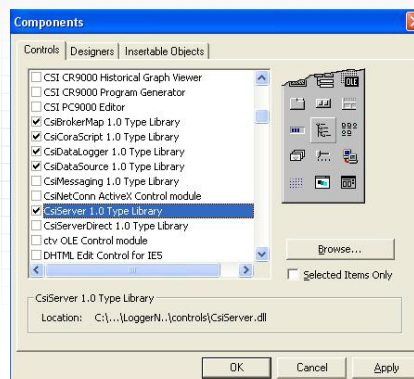 Components
Controls Designers Insertable Objects
CSI CR9000 Historical Graph Viewer
CSI CR9000 Program Generator
CSI PC9000 Editor
CsiBrokerMap 1.0 Type Library
CsiCoraScript 1.0 Type Library
CsiDataLogger 1.0 Type Library
CsiDataSource 1.0 Type Library
CsiMessaging 1.0 Type Library
CsiNetConn ActiveX Control module
CsiServer 1.0 Type Library
CsiServerDirect 1.0 Type Library
ctv OLE Control module
DHTML Edit Control for IE5
OLE
Browse...
Selected Items Only
CsiServer 1.0 Type Library
Location: C:\...\LoggerN..\controls\CsiServer.dll
OK Cancel Apply